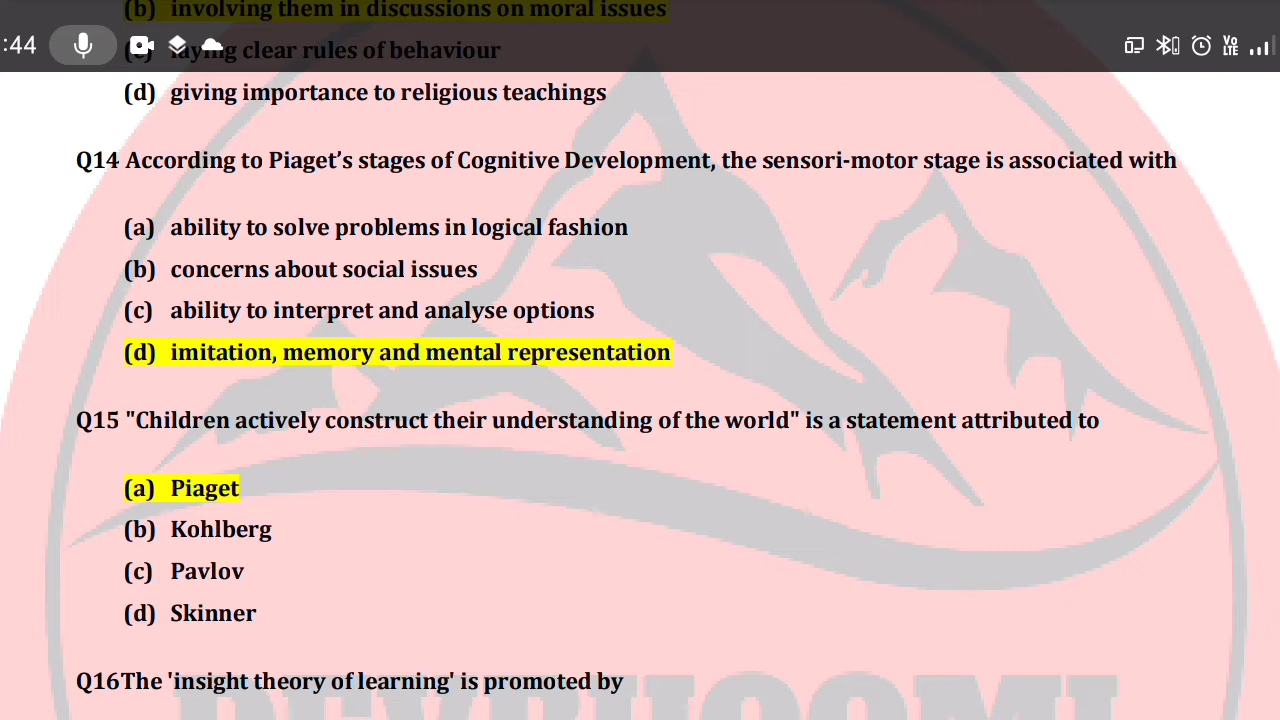 (b) involving them in discussions on moral issues
:44
(c) laying clear rules of behaviour
(d) giving importance to religious teachings
Q14 According to Piaget’s stages of Cognitive Development, the sensori-motor stage is associated with
(a) ability to solve problems in logical fashion
(b) concerns about social issues
(c) ability to interpret and analyse options
(d) imitation, memory and mental representation
Q15 "Children actively construct their understanding of the world" is a statement attributed to
(a) Piaget
(b) Kohlberg
(c) Pavlov
(d) Skinner
Q16The 'insight theory of learning' is promoted by
DEVBHOOMI